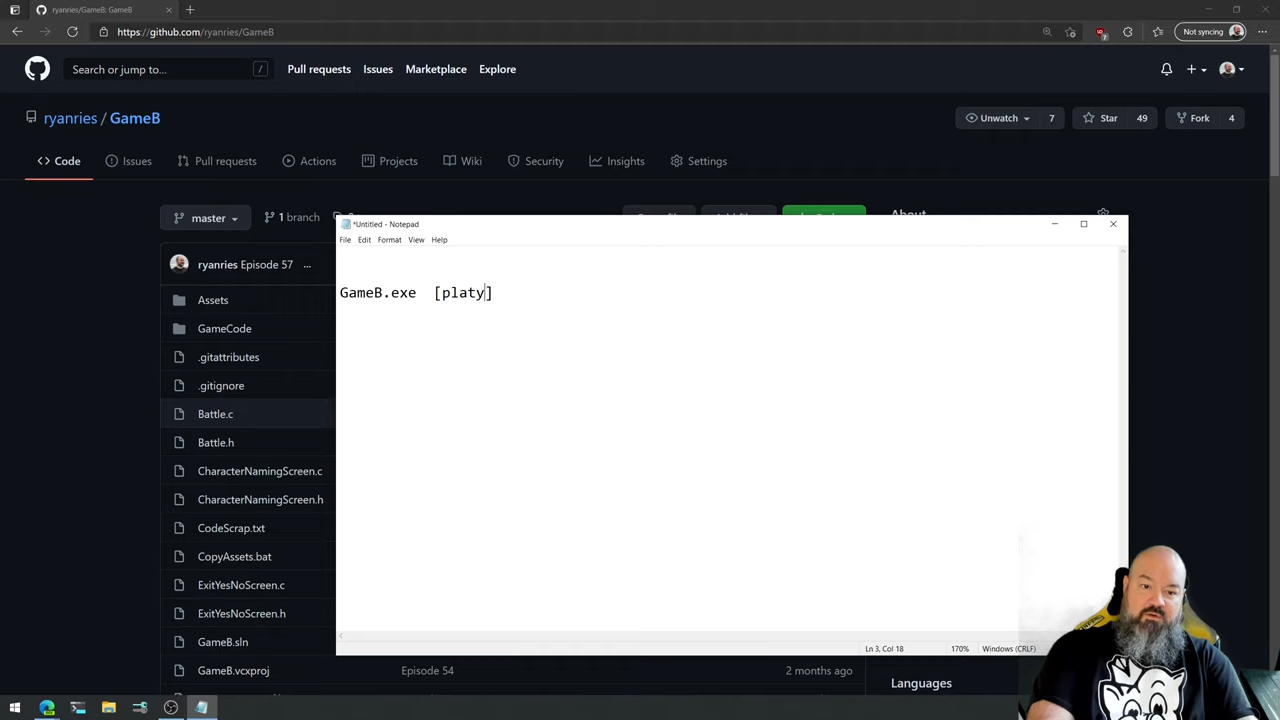 ryanries/GameB: GameB
https://github.com/ryanries/GameB
Not syncing
Search or jump to... /
Pull requests Issues Marketplace Explore
ryanries / GameB
Unwatch 7 Star 49 Fork 4
Code Issues Pull requests Actions Projects Wiki Security Insights Settings
master 1 branch
About
*Untitled - Notepad
File Edit Format View Help
GameB.exe [platy]
ryanries Episode 57 ...
Assets
GameCode
.gitattributes
.gitignore
Battle.c
Battle.h
CharacterNamingScreen.c
CharacterNamingScreen.h
CodeScrap.txt
CopyAssets.bat
ExitYesNoScreen.c
ExitYesNoScreen.h
GameB.sln
Ln 3, Col 18 170% Windows (CRLF)
GameB.vcxproj Episode 54 2 months ago
Languages